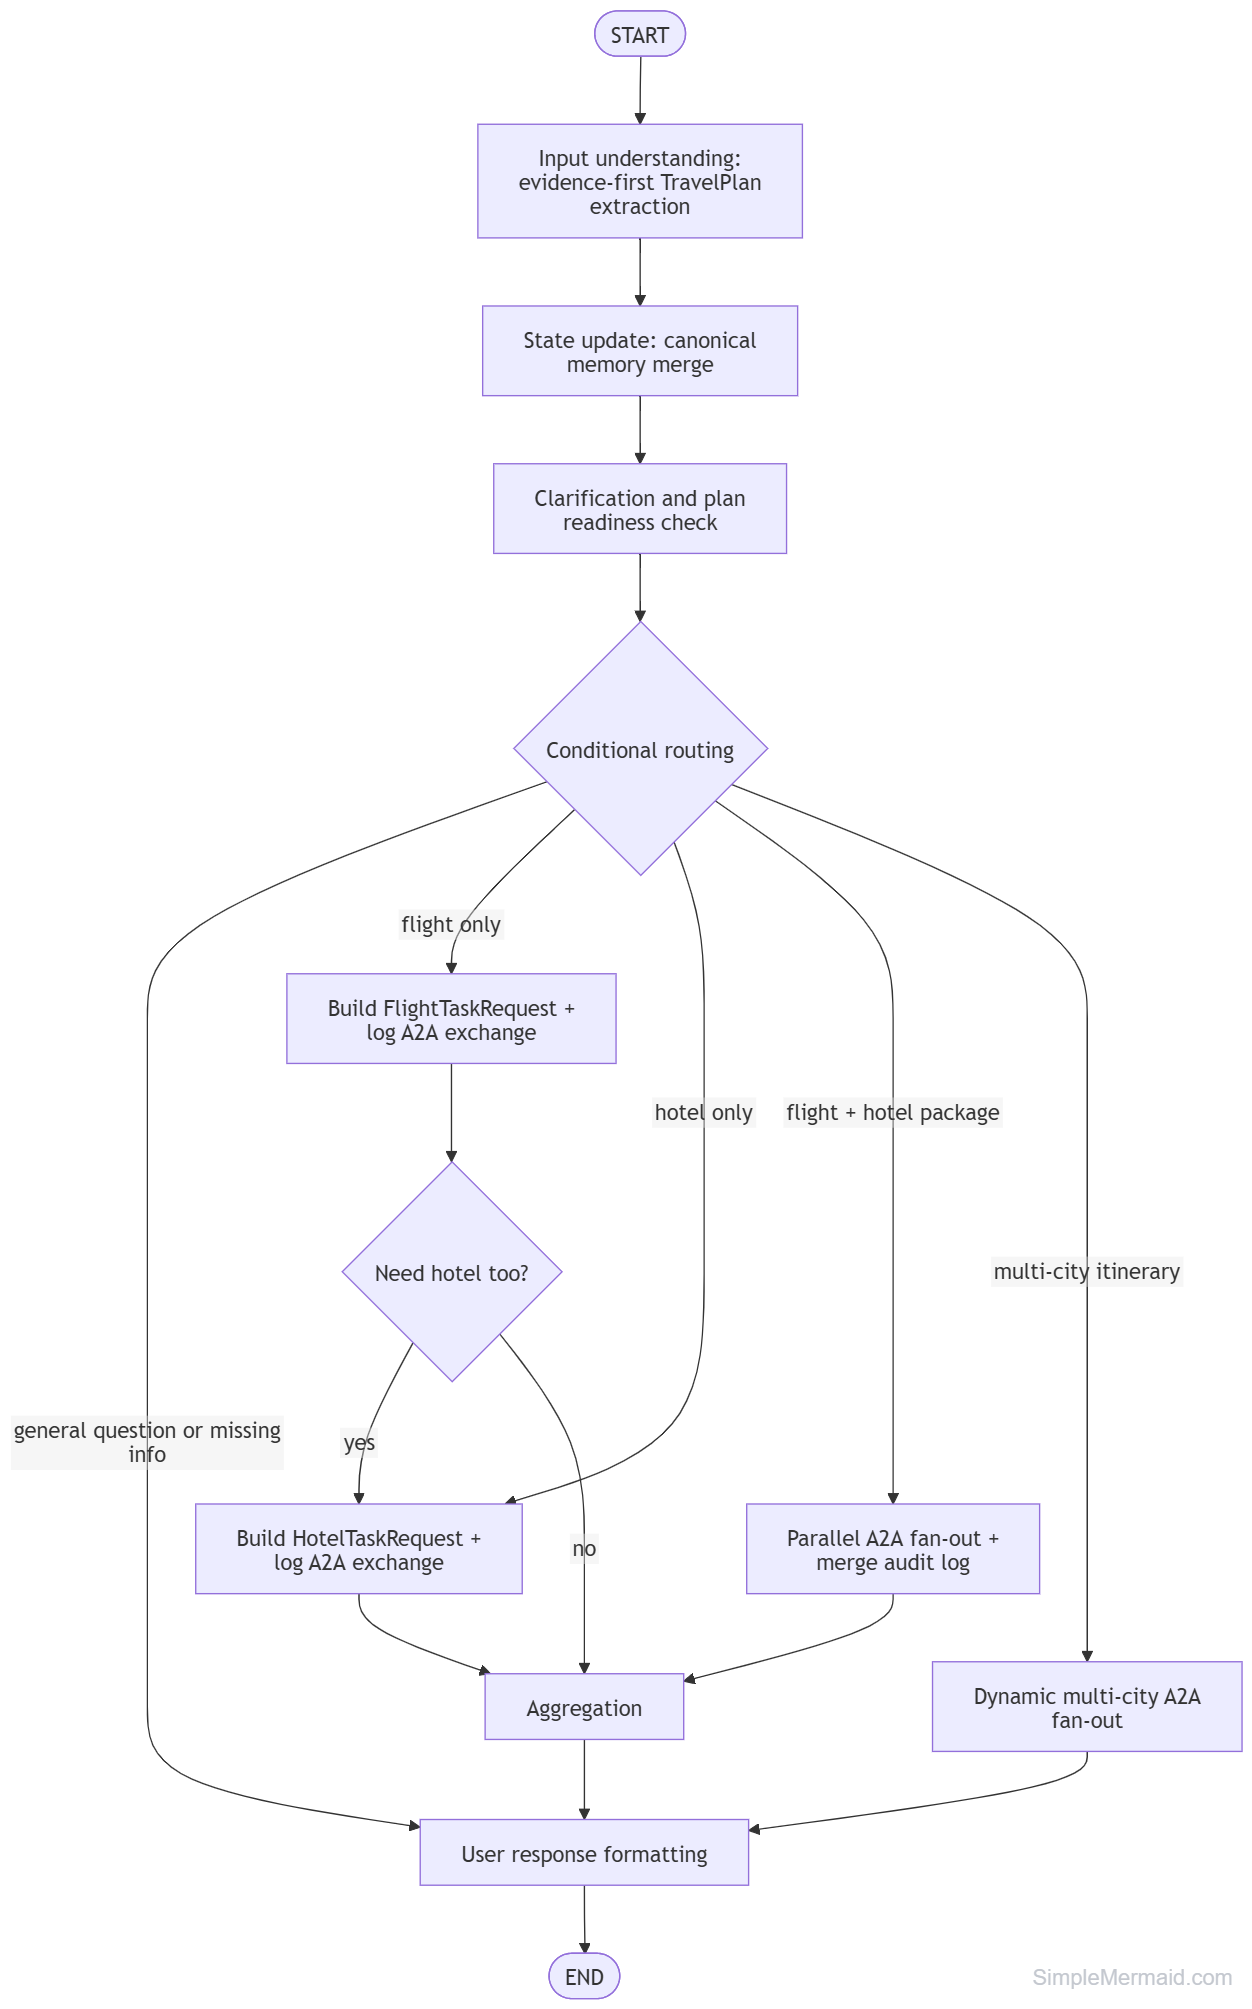 START
Input understanding:
evidence-first TravelPlan
extraction
State update: canonical
memory merge
Clarification and plan
readiness check
Conditional routing
flight only
Build FlightTaskRequest +
log A2A exchange
hotel only
flight + hotel package
Need hotel too?
multi-city itinerary
general question or missing
info
yes
no
Build HotelTaskRequest +
log A2A exchange
Parallel A2A fan-out +
merge audit log
Aggregation
Dynamic multi-city A2A
fan-out
User response formatting
END
SimpleMermaid.com